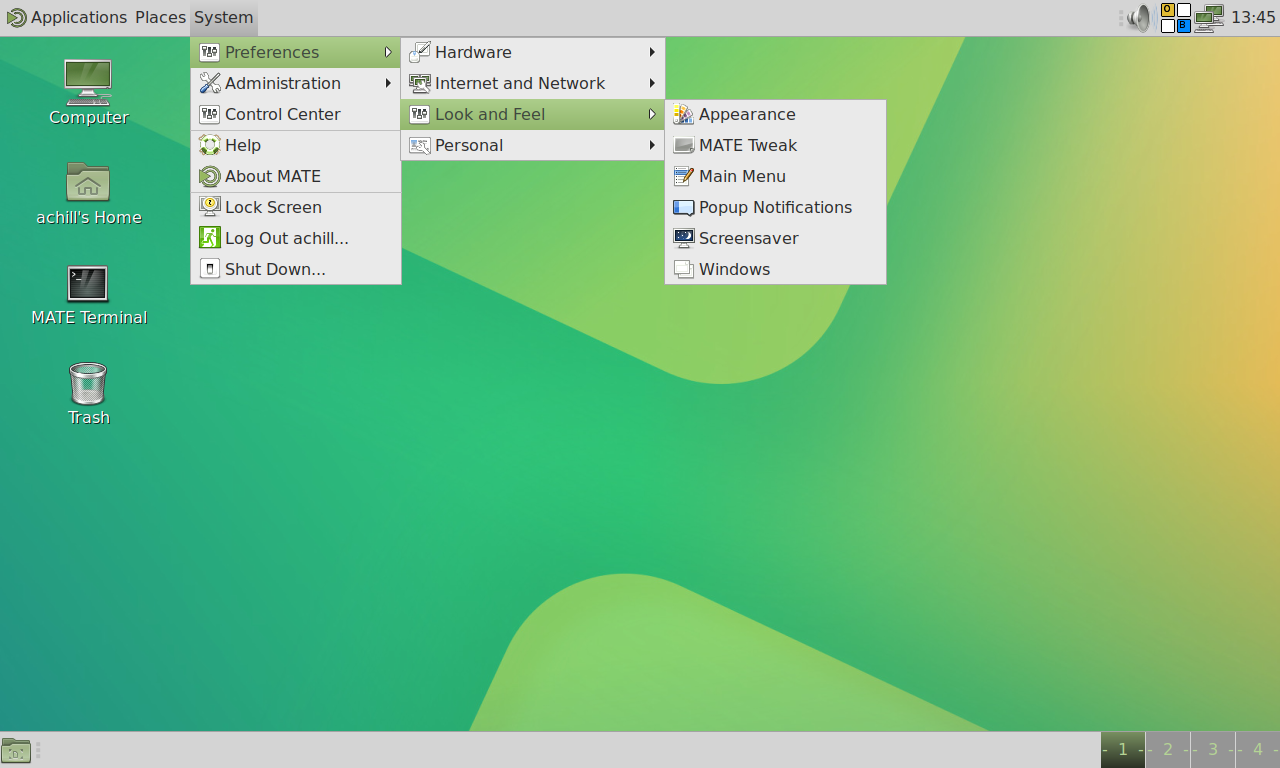 Applications Places System 13:45
O
B
Computer
achill's Home
MATE Terminal
Trash
Preferences
Administration
Control Center
Help
About MATE
Lock Screen
Log Out achill...
Shut Down...
Hardware
Internet and Network
Look and Feel
Personal
Appearance
MATE Tweak
Main Menu
Popup Notifications
Screensaver
Windows
- 1 - - 2 - - 3 - - 4 -